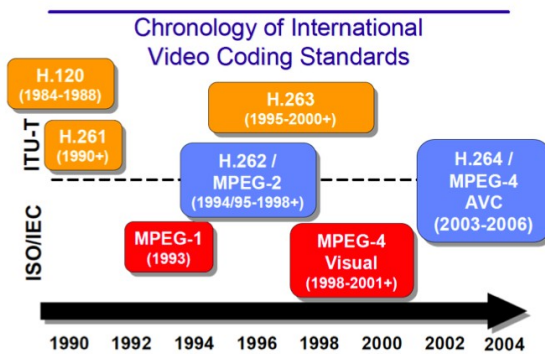 Chronology of International
Video Coding Standards
ITU-T
ISO/IEC
H.120
(1984-1988)
H.261
(1990+)
H.263
(1995-2000+)
H.262 /
MPEG-2
(1994/95-1998+)
H.264 /
MPEG-4
AVC
(2003-2006)
MPEG-1
(1993)
MPEG-4
Visual
(1998-2001+)
1990 1992 1994 1996 1998 2000 2002 2004